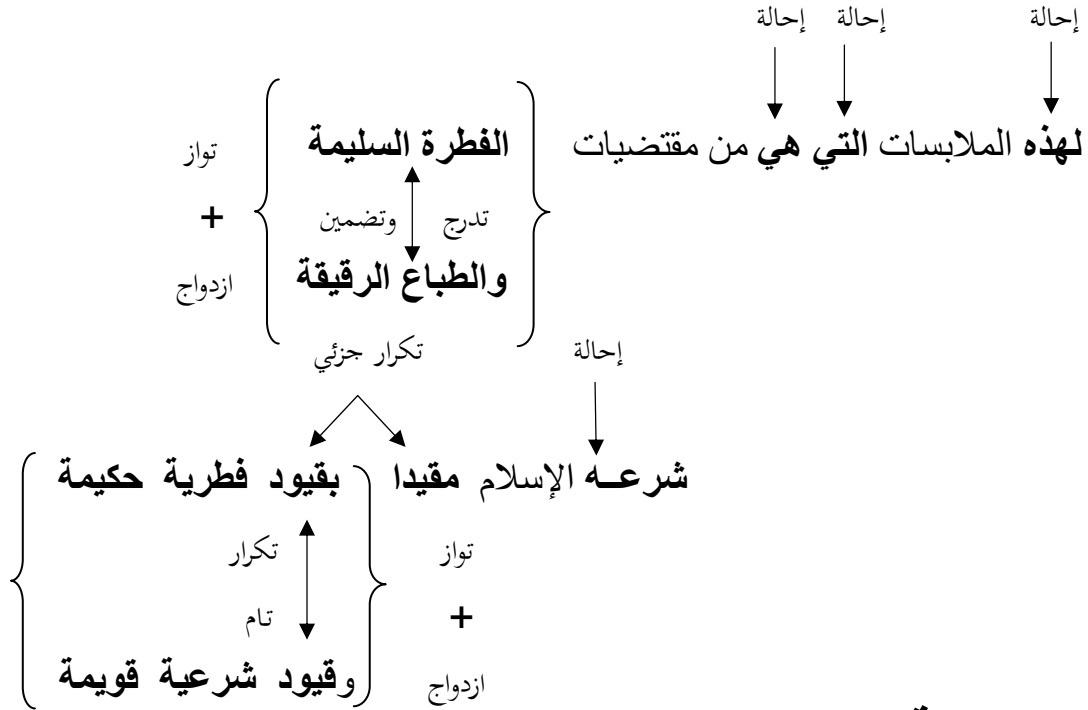 إحالة إحالة إحالة
لهذه الملابسات التي هي من مقتضيات الفطرة السليمة
تواز
تدرج وتضمين
+
والطباع الرقيقة
ازدواج
إحالة تكرار جزئي
شرعـــه الإسلام مقيدا بقيود فطرية حكيمة
تواز تكرار
+ تام
وقيود شرعية قويمة
ازدواج